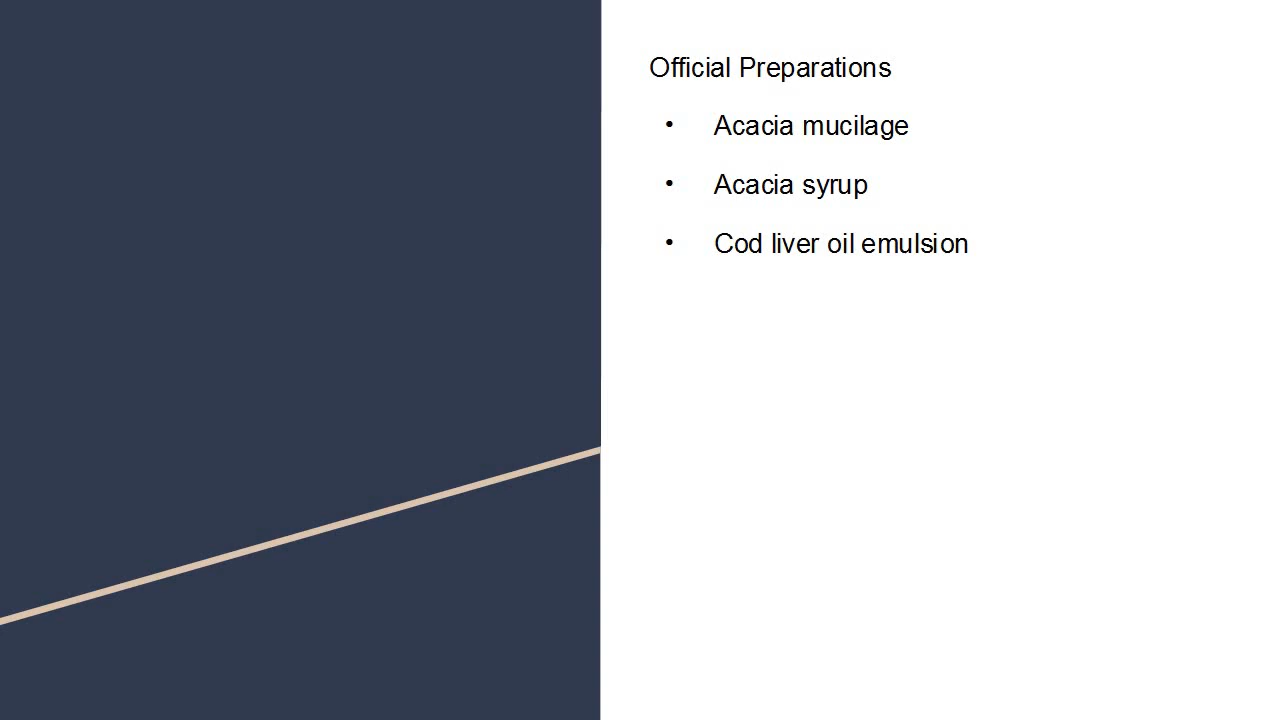 Official Preparations
• Acacia mucilage
• Acacia syrup
• Cod liver oil emulsion